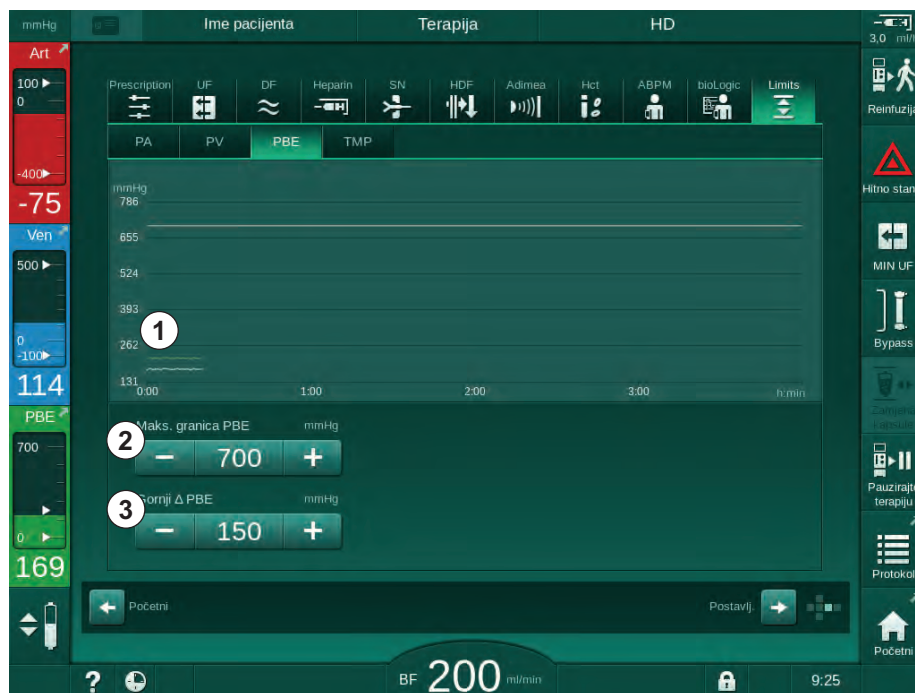 mmHg
Ime pacijenta
Terapija
HD
3,0 ml/h
Art
100
0
-400
-75
Ven
500
0
-100
114
PBE
700
0
169
Prescription
UF
DF
Heparin
SN
HDF
Adimea
Hct
ABPM
bioLogic
Limits
PA
PV
PBE
TMP
mmHg
786
655
524
393
262
131
0:00
1:00
2:00
3:00
h:min
1
2
Maks. granica PBE
mmHg
− 700 +
3
Gornji Δ PBE
mmHg
− 150 +
Početni
Postavlj.
Reinfuzija
Hitno stan
MIN UF
Bypass
Pauzirajte
terapiju
Protokol
Početni
?
BF 200 ml/min
9:25